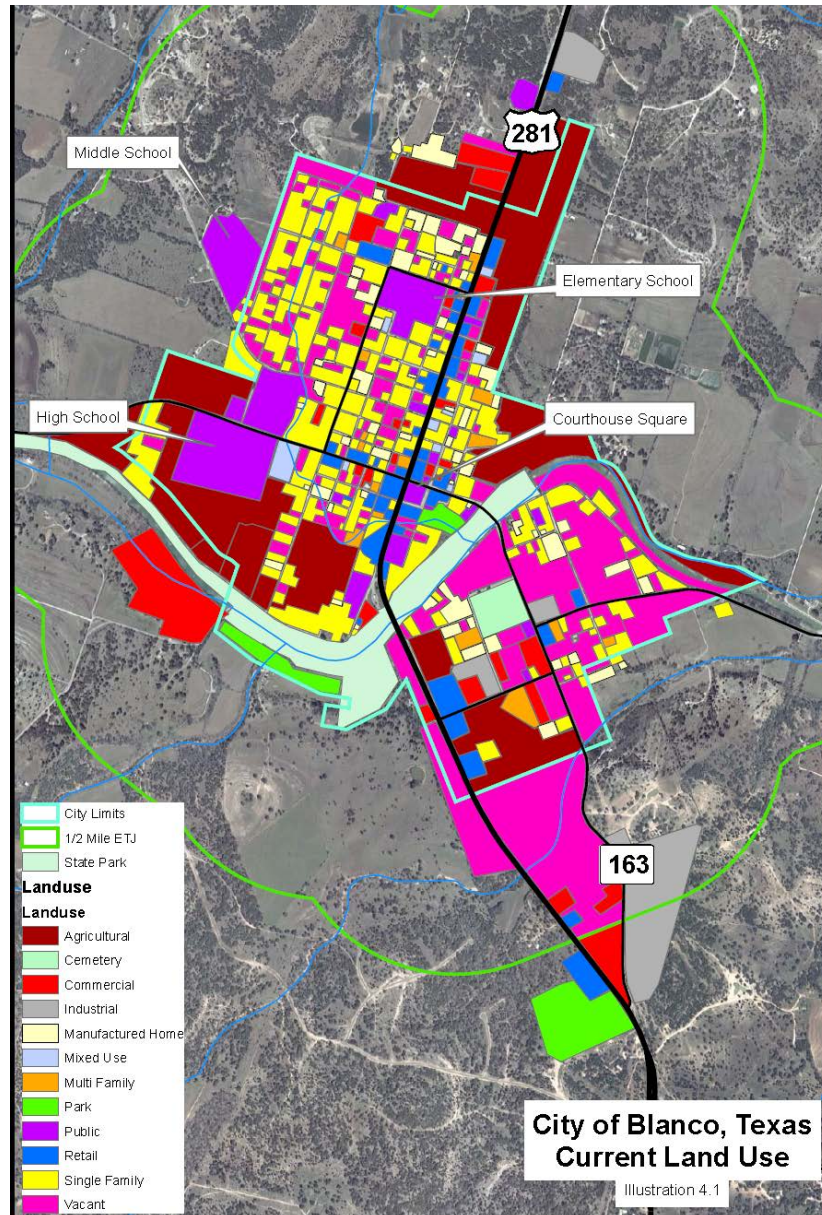 281
Middle School
Elementary School
High School
Courthouse Square
163
City Limits
1/2 Mile ETJ
State Park
Landuse
Landuse
Agricultural
Cemetery
Commercial
Industrial
Manufactured Home
Mixed Use
Multi Family
Park
Public
Retail
Single Family
Vacant
City of Blanco, Texas
Current Land Use
Illustration 4.1